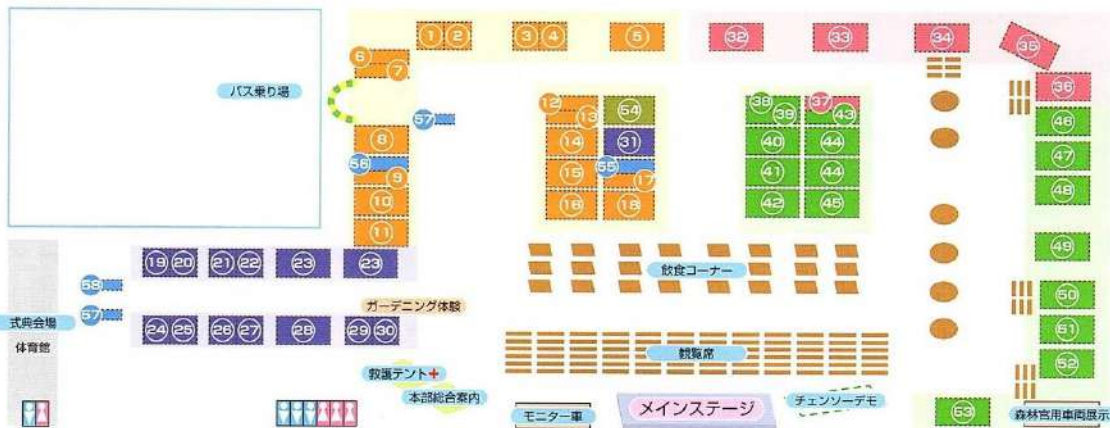 1 2 3 4 5 32 33 34 35
6
7
バス乗り場
36
57
12 13 54 38 39 37 43 46
8
14 31 40 44 47
56 9
15 55 17 41 44 48
10
16 18 42 45
11
49
19 20 21 22 23 23
飲食コーナー
58
50
ガーデニング体験
57
式典会場
24 25 26 27 28 29 30
51
体育館
観覧席
52
救護テント
本部総合案内
モニター車
メインステージ
チェンソーデモ
53
森林官用車両展示